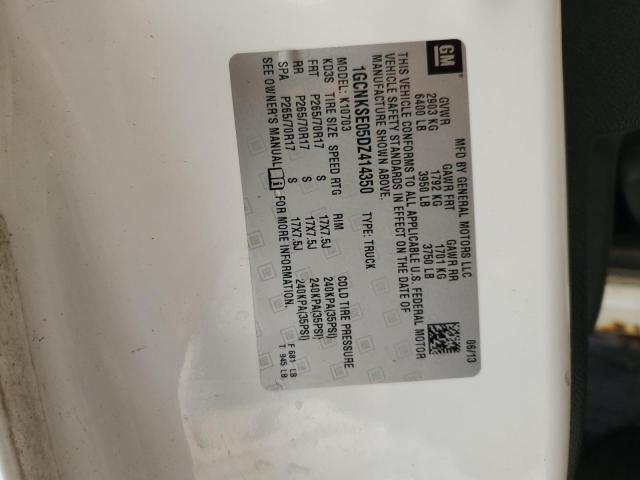 GM
MFD BY GENERAL MOTORS LLC
06/13
GVWR GAWR FRT GAWR RR
2903 KG 1792 KG 1701 KG
6400 LB 3950 LB 3750 LB
THIS VEHICLE CONFORMS TO ALL APPLICABLE U.S. FEDERAL MOTOR
VEHICLE SAFETY STANDARDS IN EFFECT ON THE DATE OF
MANUFACTURE SHOWN ABOVE.
1GCNKSE05DZ414350 TYPE: TRUCK
MODEL: K10703
KD3S TIRE SIZE SPEED RTG RIM COLD TIRE PRESSURE
FRT P265/70R17 S 17X7.5J 240KPA(35PSI)
RR P265/70R17 S 17X7.5J 240KPA(35PSI)
SPA P265/70R17 S 17X7.5J 240KPA(35PSI)
SEE OWNER'S MANUAL FOR MORE INFORMATION.
F 681 LB
T 945 LB